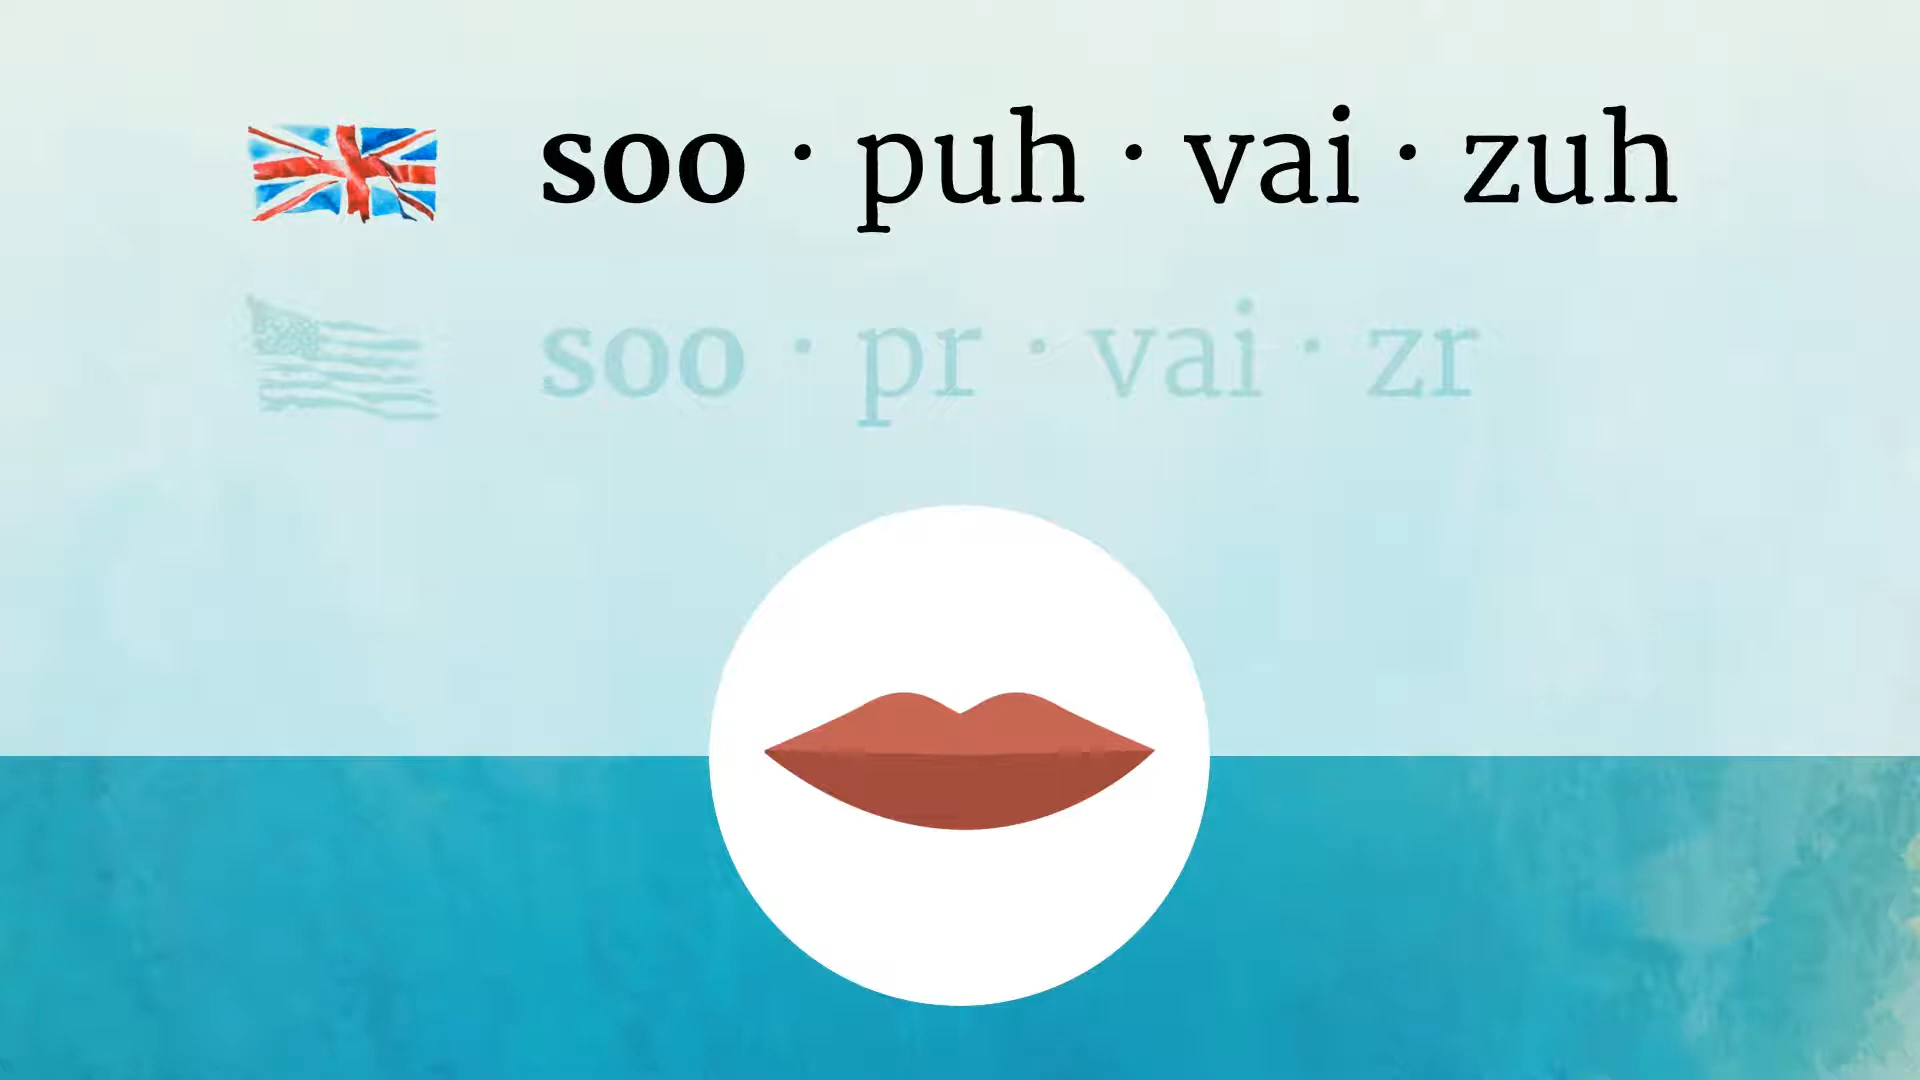 soo · puh · vai · zuh
soo · pr · vai · zr